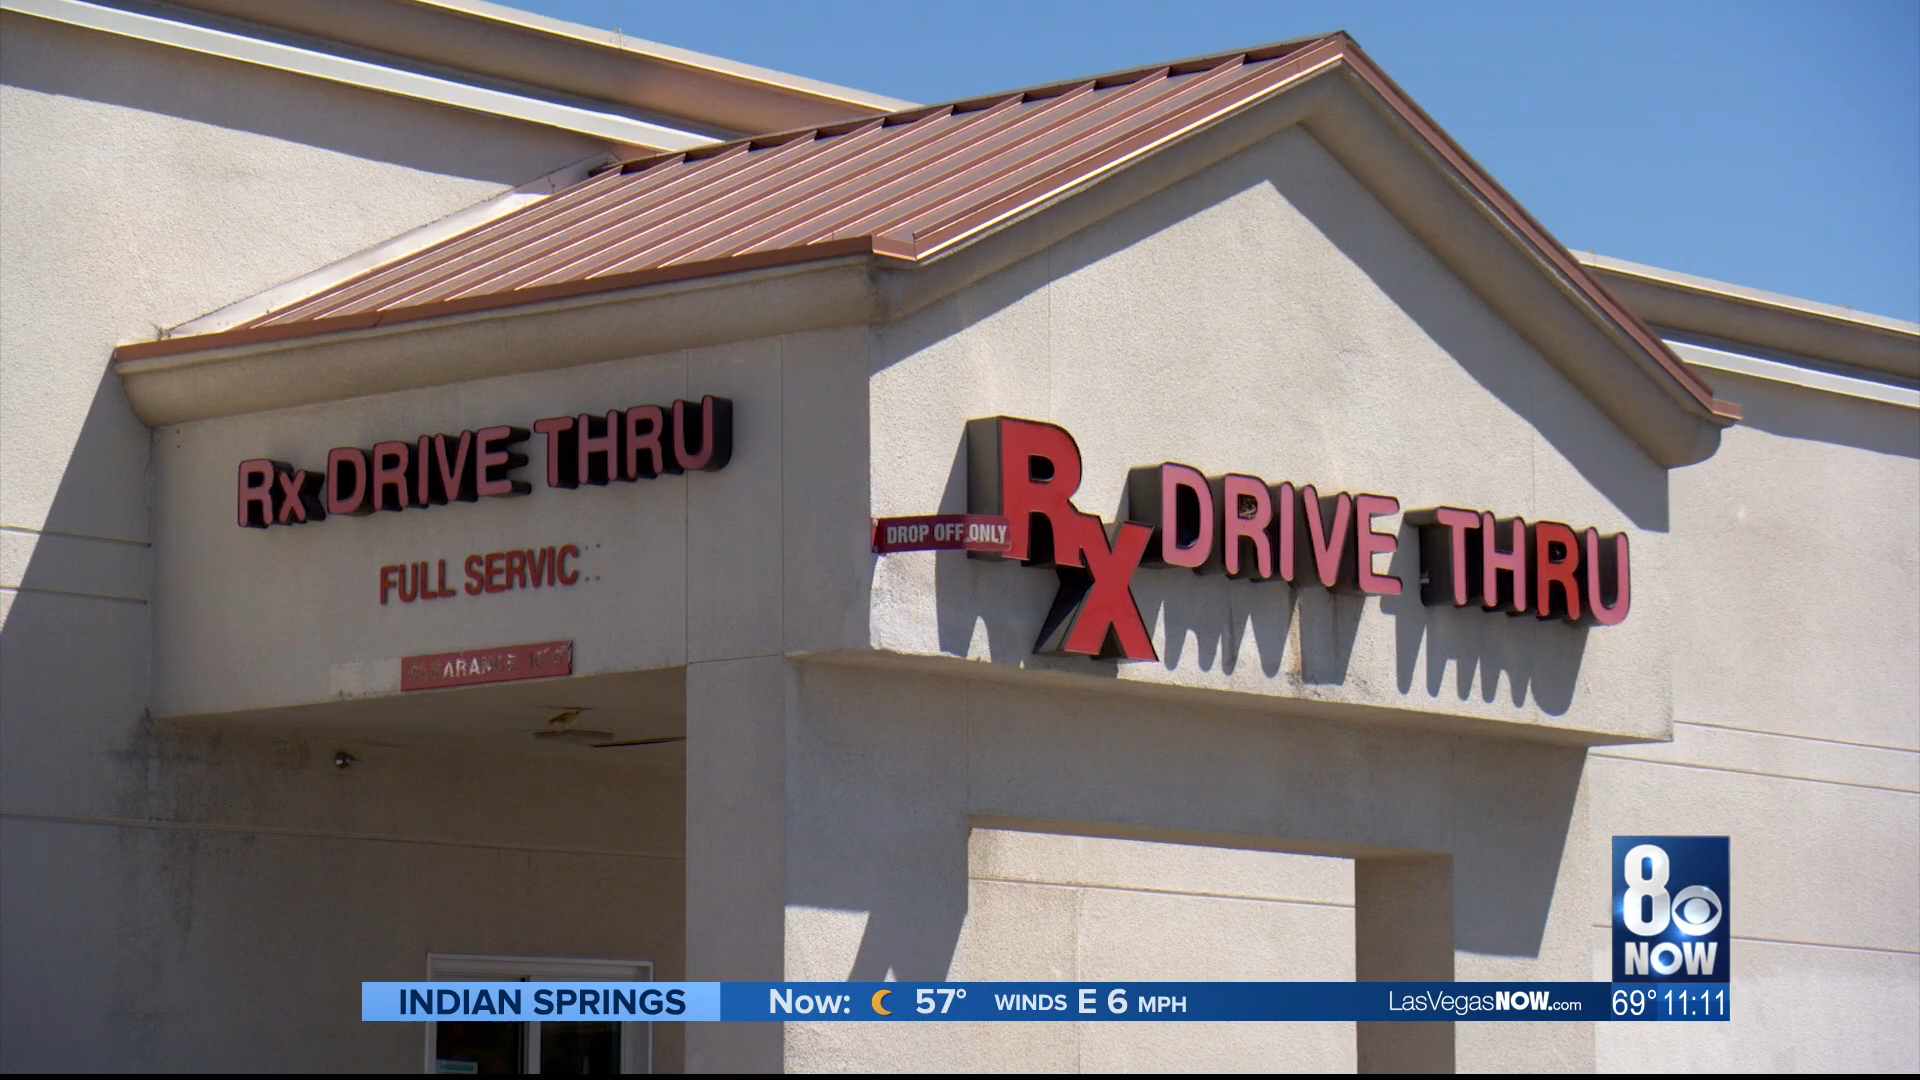 Rx DRIVE THRU
FULL SERVIC
CLEARANCE
DROP OFF ONLY
Rx DRIVE THRU
8
NOW
INDIAN SPRINGS
Now: 57° WINDS E 6 MPH
LasVegasNOW.com
69° 11:11